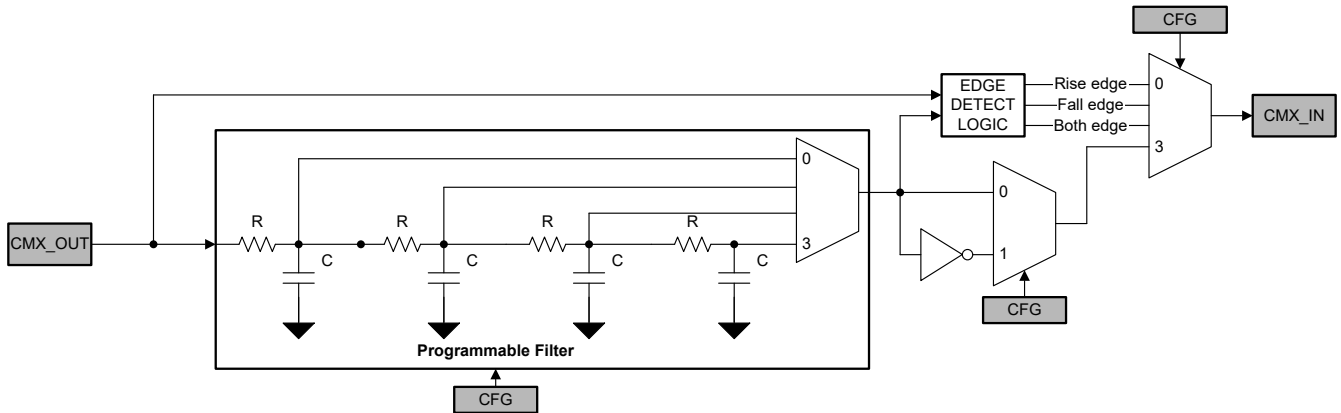 CFG
EDGE
DETECT
LOGIC
Rise edge
Fall edge
Both edge
0
3
CMX_IN
0
3
0
1
CMX_OUT
R
R
R
R
C
C
C
C
CFG
Programmable Filter
CFG